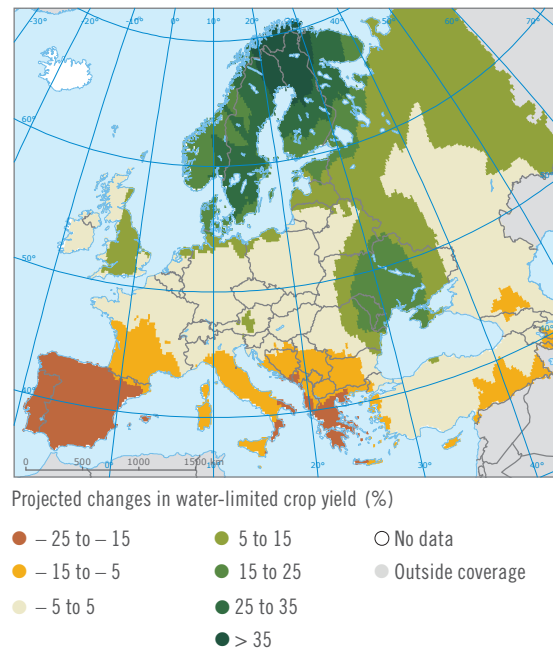 -30° -20° -10° 0° 10° 20° 30° 40° 50° 60° 70°
60°
50°
40°
0 500 1000 1500 km
0° 10° 20° 30° 40°
Projected changes in water-limited crop yield (%)
– 25 to – 15
5 to 15
No data
– 15 to – 5
15 to 25
Outside coverage
– 5 to 5
25 to 35
> 35